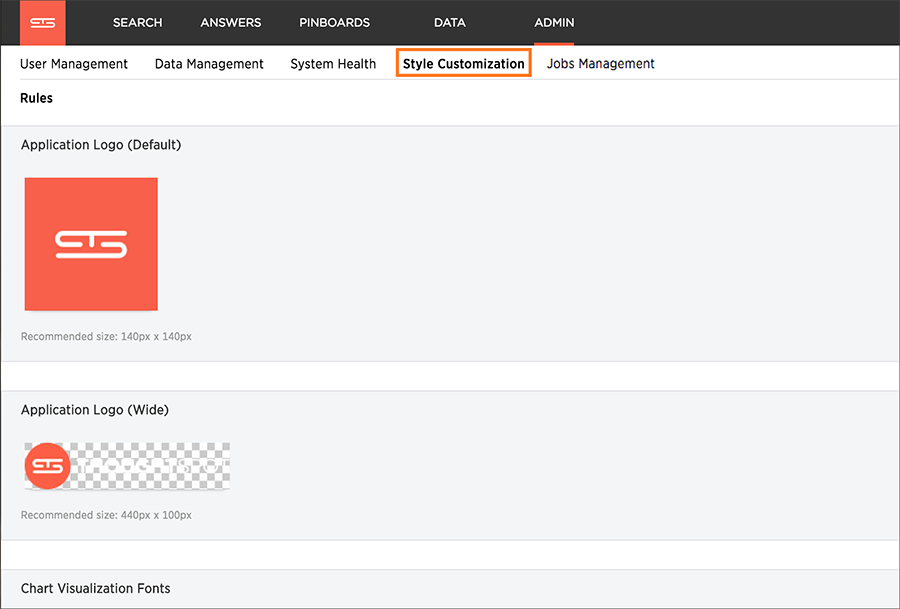 SEARCH ANSWERS PINBOARDS DATA ADMIN
User Management Data Management System Health Style Customization Jobs Management
Rules
Application Logo (Default)
Recommended size: 140px x 140px
Application Logo (Wide)
THOUGHTSPOT
Recommended size: 440px x 100px
Chart Visualization Fonts